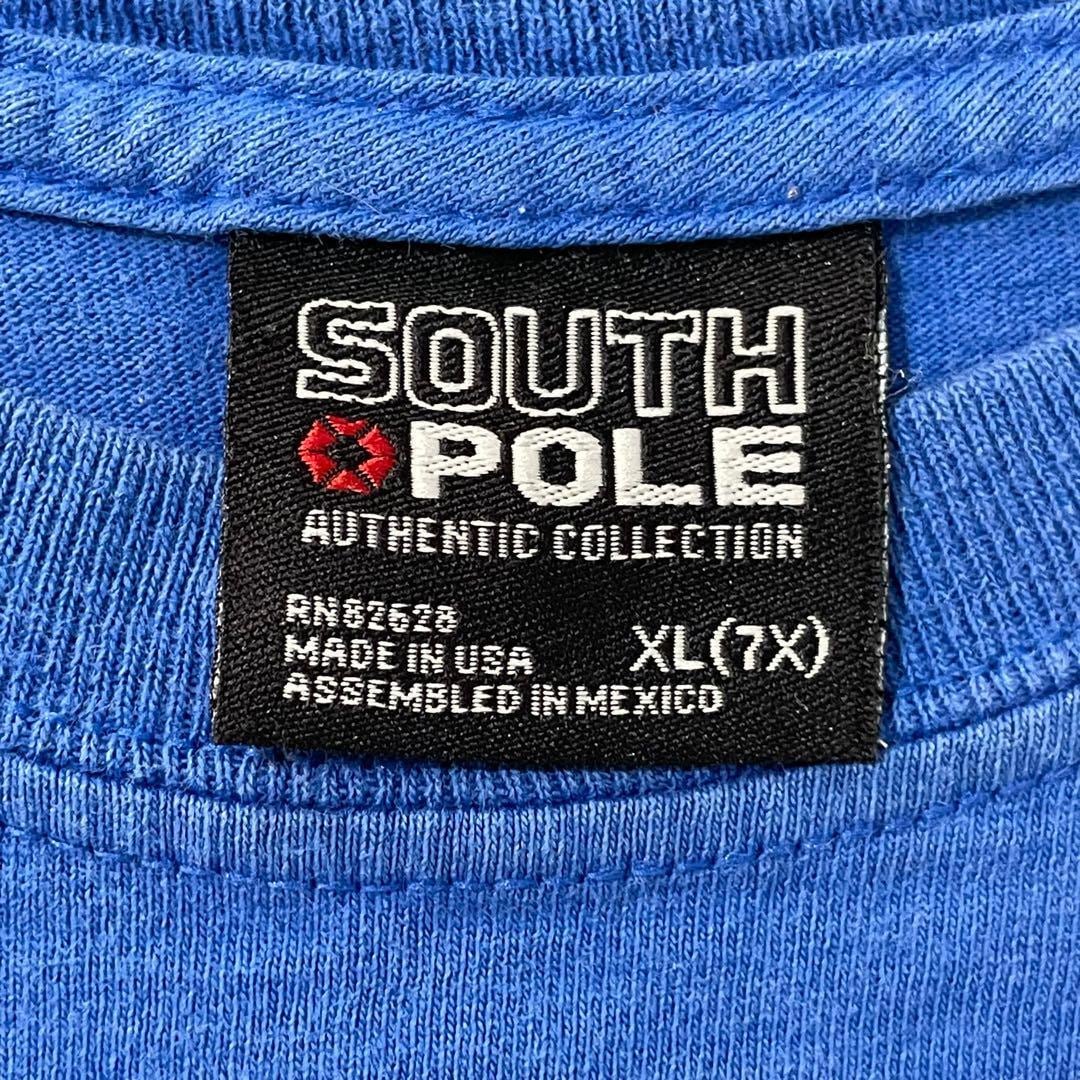 SOUTH
POLE
AUTHENTIC COLLECTION
RN82628
MADE IN USA
ASSEMBLED IN MEXICO
XL(7X)